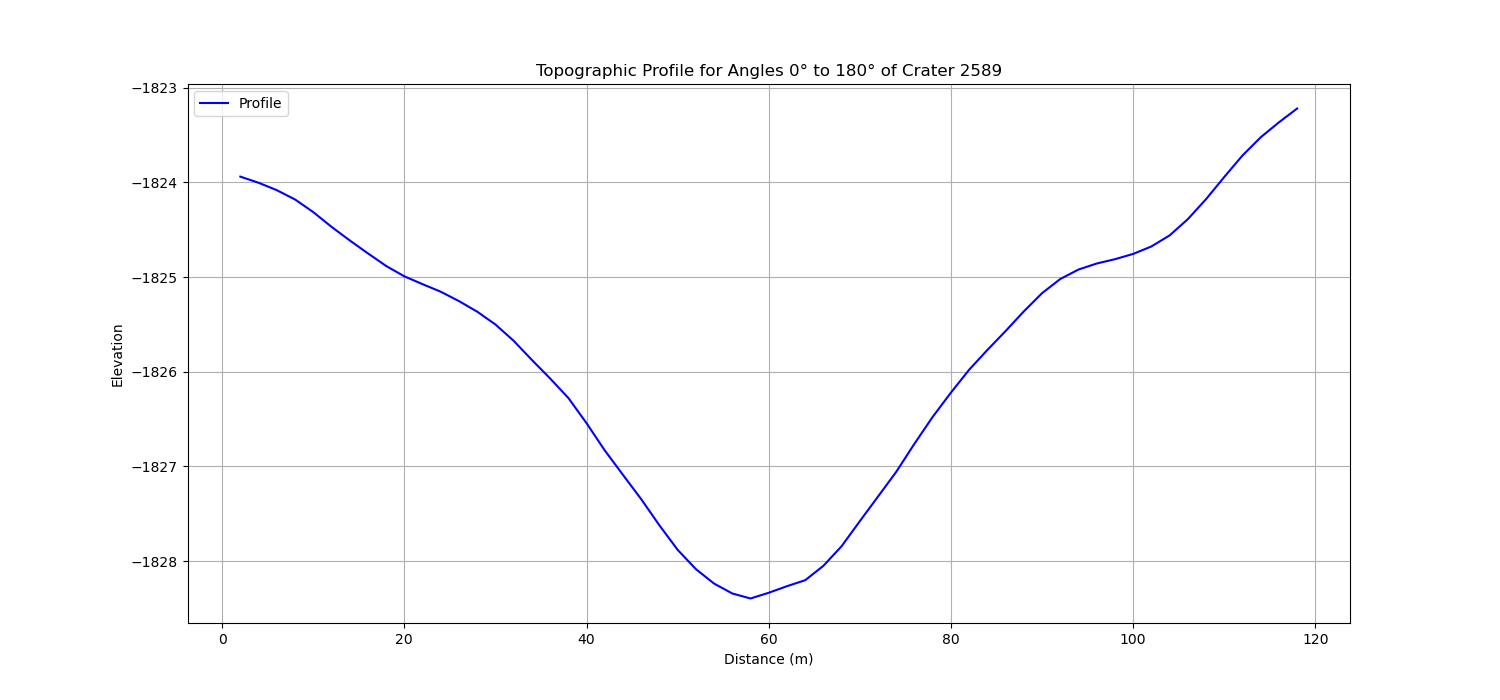 Topographic Profile for Angles 0° to 180° of Crater 2589
Profile
−1823
−1824
−1825
−1826
−1827
−1828
Elevation
0 20 40 60 80 100 120
Distance (m)